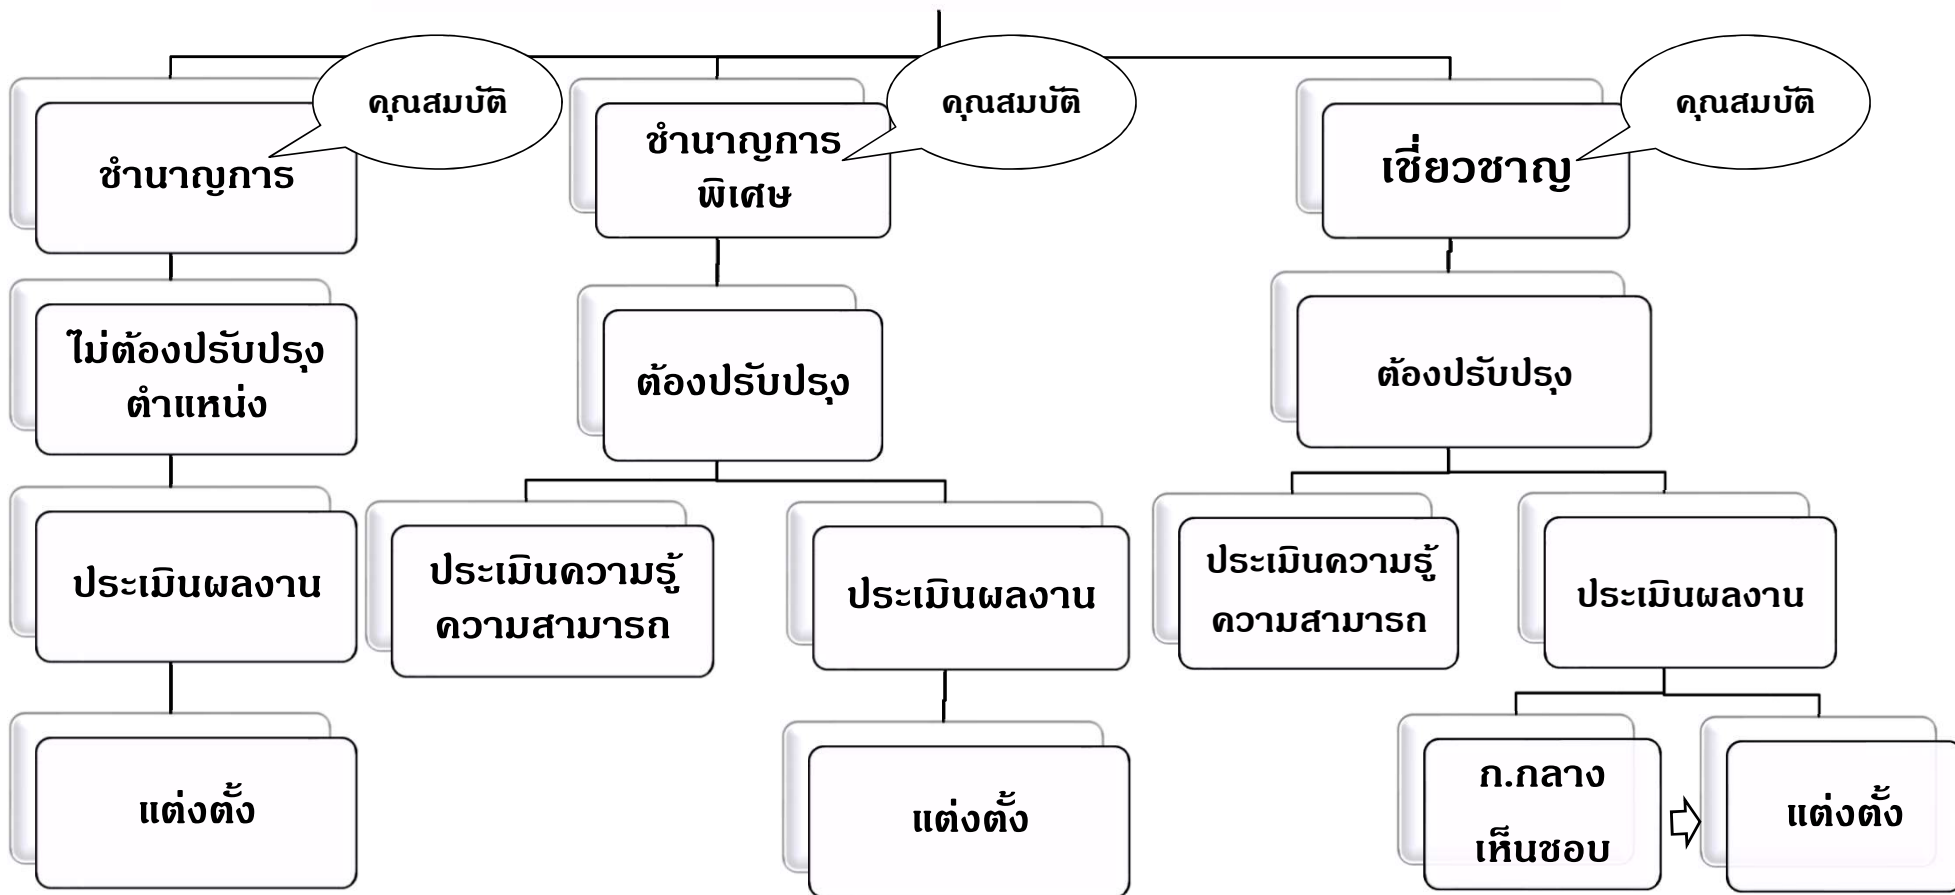 คุณสมบัติ
ชำนาญการ
ไม่ต้องปรับปรุง
ตำแหน่ง
ประเมินผลงาน
แต่งตั้ง
คุณสมบัติ
ชำนาญการ
พิเศษ
ต้องปรับปรุง
ประเมินความรู้
ความสามารถ
ประเมินผลงาน
แต่งตั้ง
คุณสมบัติ
เชี่ยวชาญ
ต้องปรับปรุง
ประเมินความรู้
ความสามารถ
ประเมินผลงาน
ก.กลาง
เห็นชอบ
แต่งตั้ง